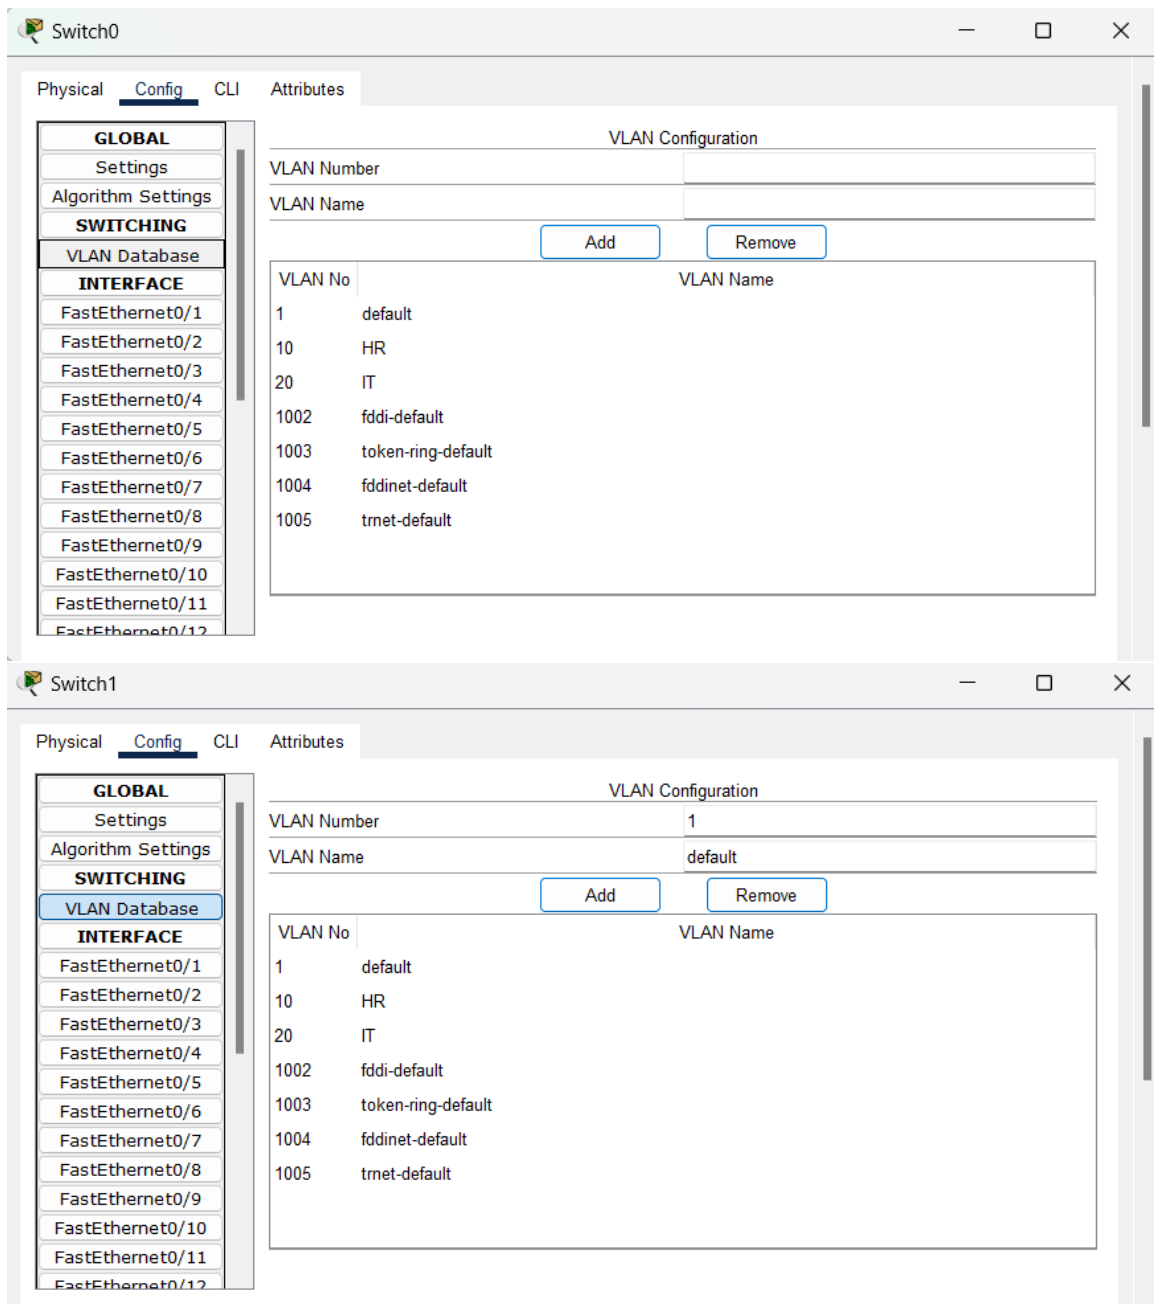 Switch0
Physical Config CLI Attributes
GLOBAL
Settings
Algorithm Settings
SWITCHING
VLAN Database
INTERFACE
FastEthernet0/1
FastEthernet0/2
FastEthernet0/3
FastEthernet0/4
FastEthernet0/5
FastEthernet0/6
FastEthernet0/7
FastEthernet0/8
FastEthernet0/9
FastEthernet0/10
FastEthernet0/11
FastEthernet0/12
VLAN Configuration
VLAN Number
VLAN Name
Add Remove
VLAN No VLAN Name
1 default
10 HR
20 IT
1002 fddi-default
1003 token-ring-default
1004 fddinet-default
1005 trnet-default
Switch1
Physical Config CLI Attributes
GLOBAL
Settings
Algorithm Settings
SWITCHING
VLAN Database
INTERFACE
FastEthernet0/1
FastEthernet0/2
FastEthernet0/3
FastEthernet0/4
FastEthernet0/5
FastEthernet0/6
FastEthernet0/7
FastEthernet0/8
FastEthernet0/9
FastEthernet0/10
FastEthernet0/11
FastEthernet0/12
VLAN Configuration
VLAN Number 1
VLAN Name default
Add Remove
VLAN No VLAN Name
1 default
10 HR
20 IT
1002 fddi-default
1003 token-ring-default
1004 fddinet-default
1005 trnet-default